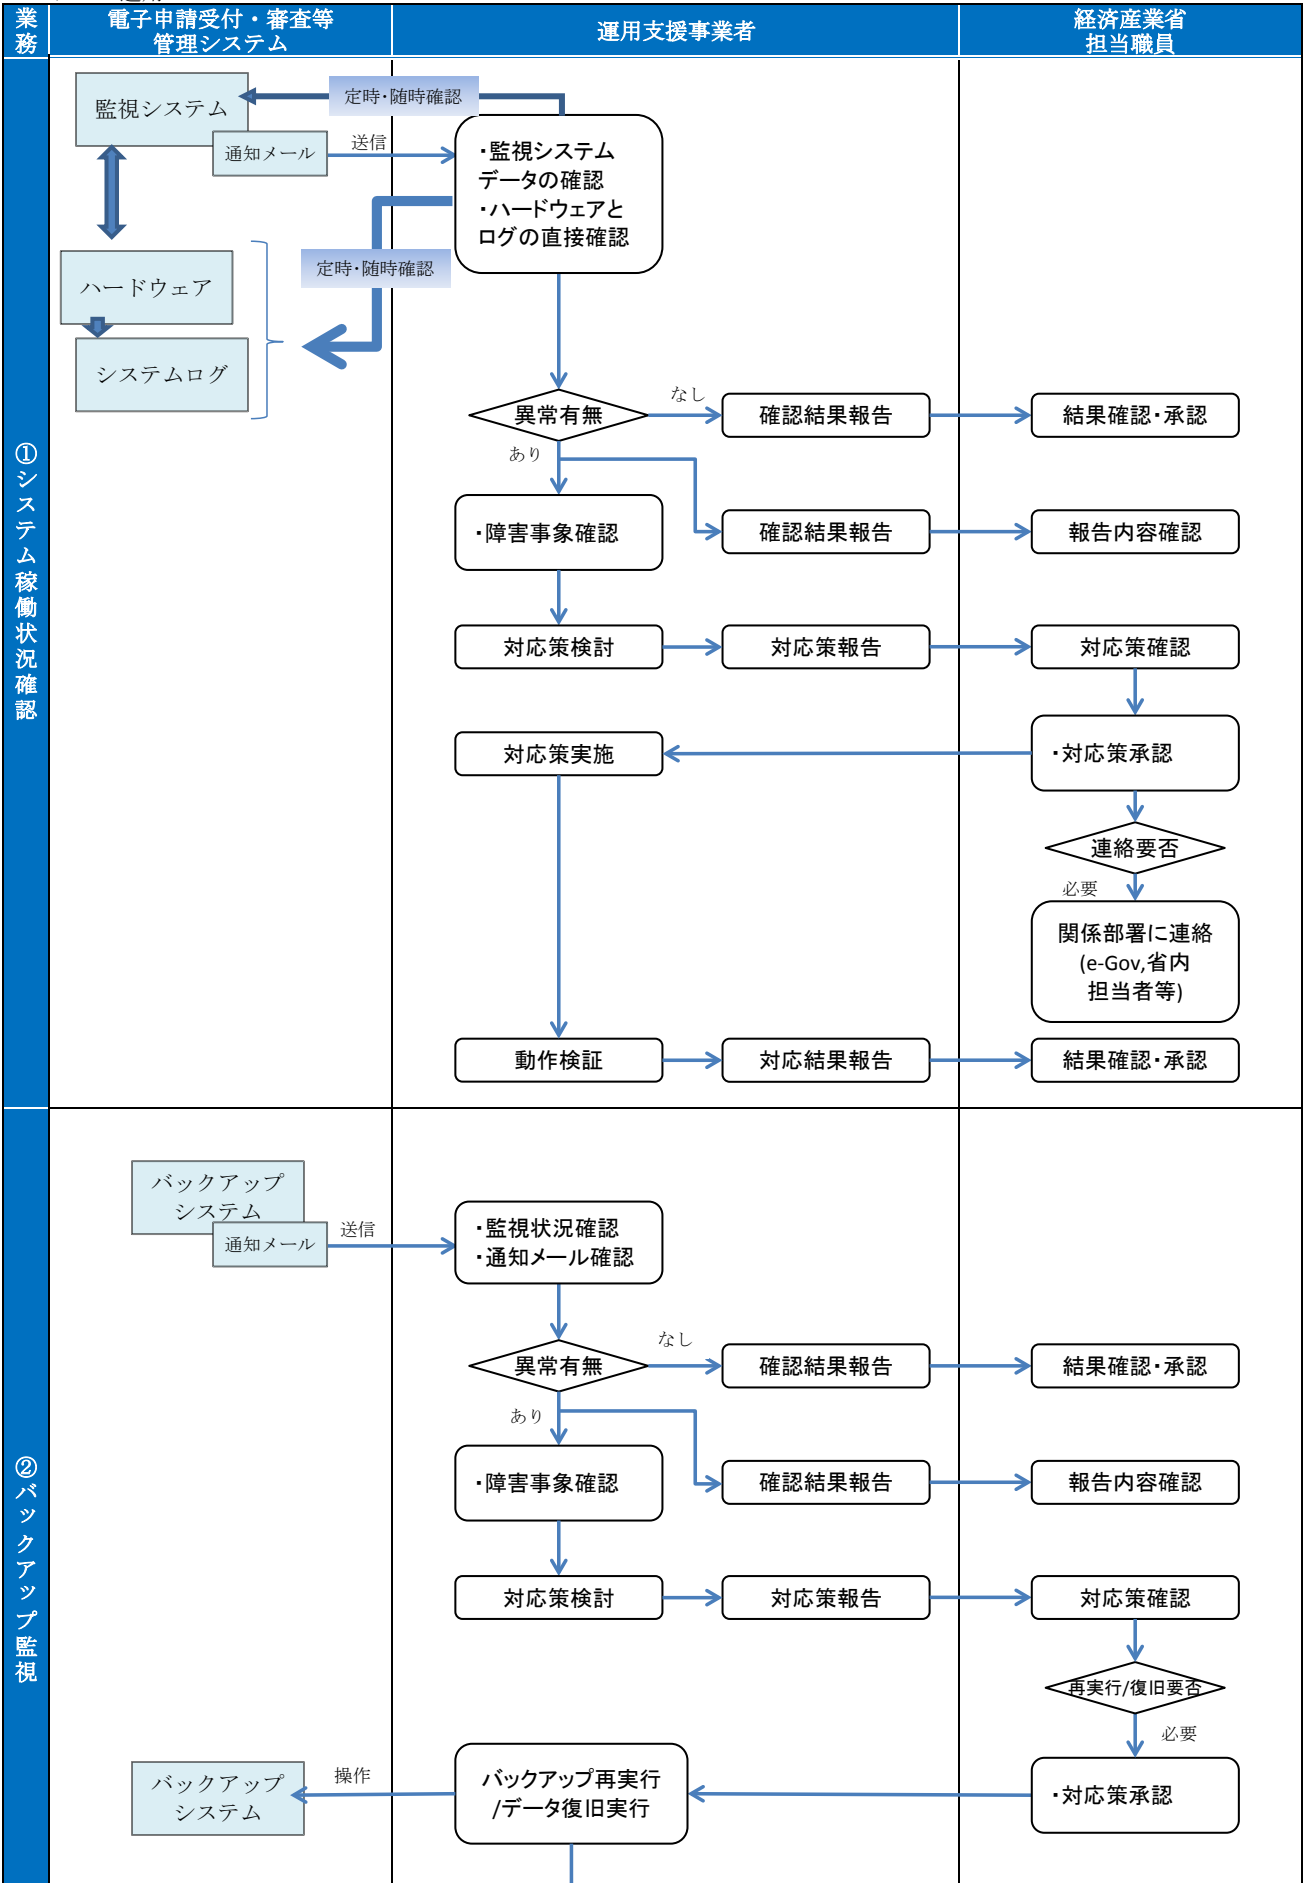 業務
電子申請受付・審査等
管理システム
運用支援事業者
経済産業省
担当職員
①システム稼働状況確認
監視システム
通知メール
定時・随時確認
送信
・監視システム
データの確認
・ハードウェアと
ログの直接確認
定時・随時確認
ハードウェア
システムログ
異常有無
なし
確認結果報告
結果確認・承認
あり
・障害事象確認
確認結果報告
報告内容確認
対応策検討
対応策報告
対応策確認
対応策実施
・対応策承認
連絡要否
必要
関係部署に連絡
(e-Gov,省内
担当者等)
動作検証
対応結果報告
結果確認・承認
②バックアップ監視
バックアップ
システム
通知メール
送信
・監視状況確認
・通知メール確認
異常有無
なし
確認結果報告
結果確認・承認
あり
・障害事象確認
確認結果報告
報告内容確認
対応策検討
対応策報告
対応策確認
再実行/復旧要否
必要
バックアップ
システム
操作
バックアップ再実行
/データ復旧実行
・対応策承認